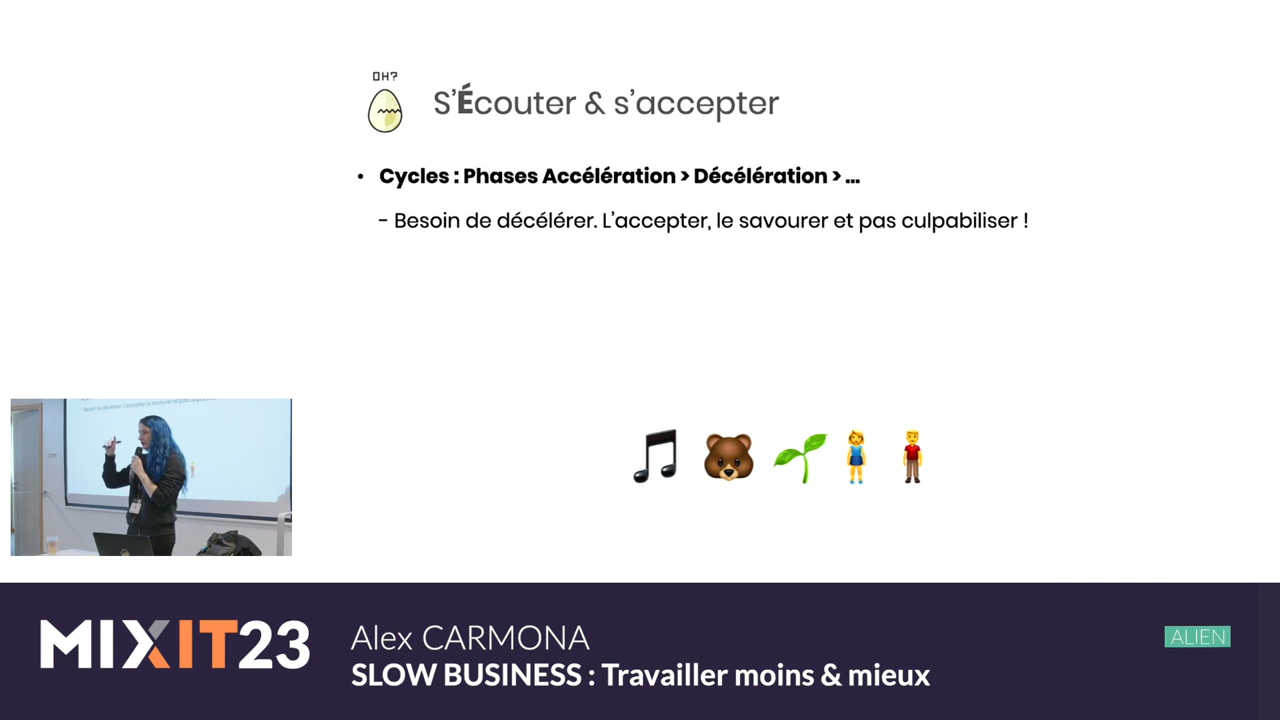 OH?
S'Écouter & s'accepter
• Cycles : Phases Accélération > Décélération > ...
- Besoin de décélérer. L'accepter, le savourer et pas culpabiliser !
MIXIT23
Alex CARMONA
SLOW BUSINESS : Travailler moins & mieux
ALIEN